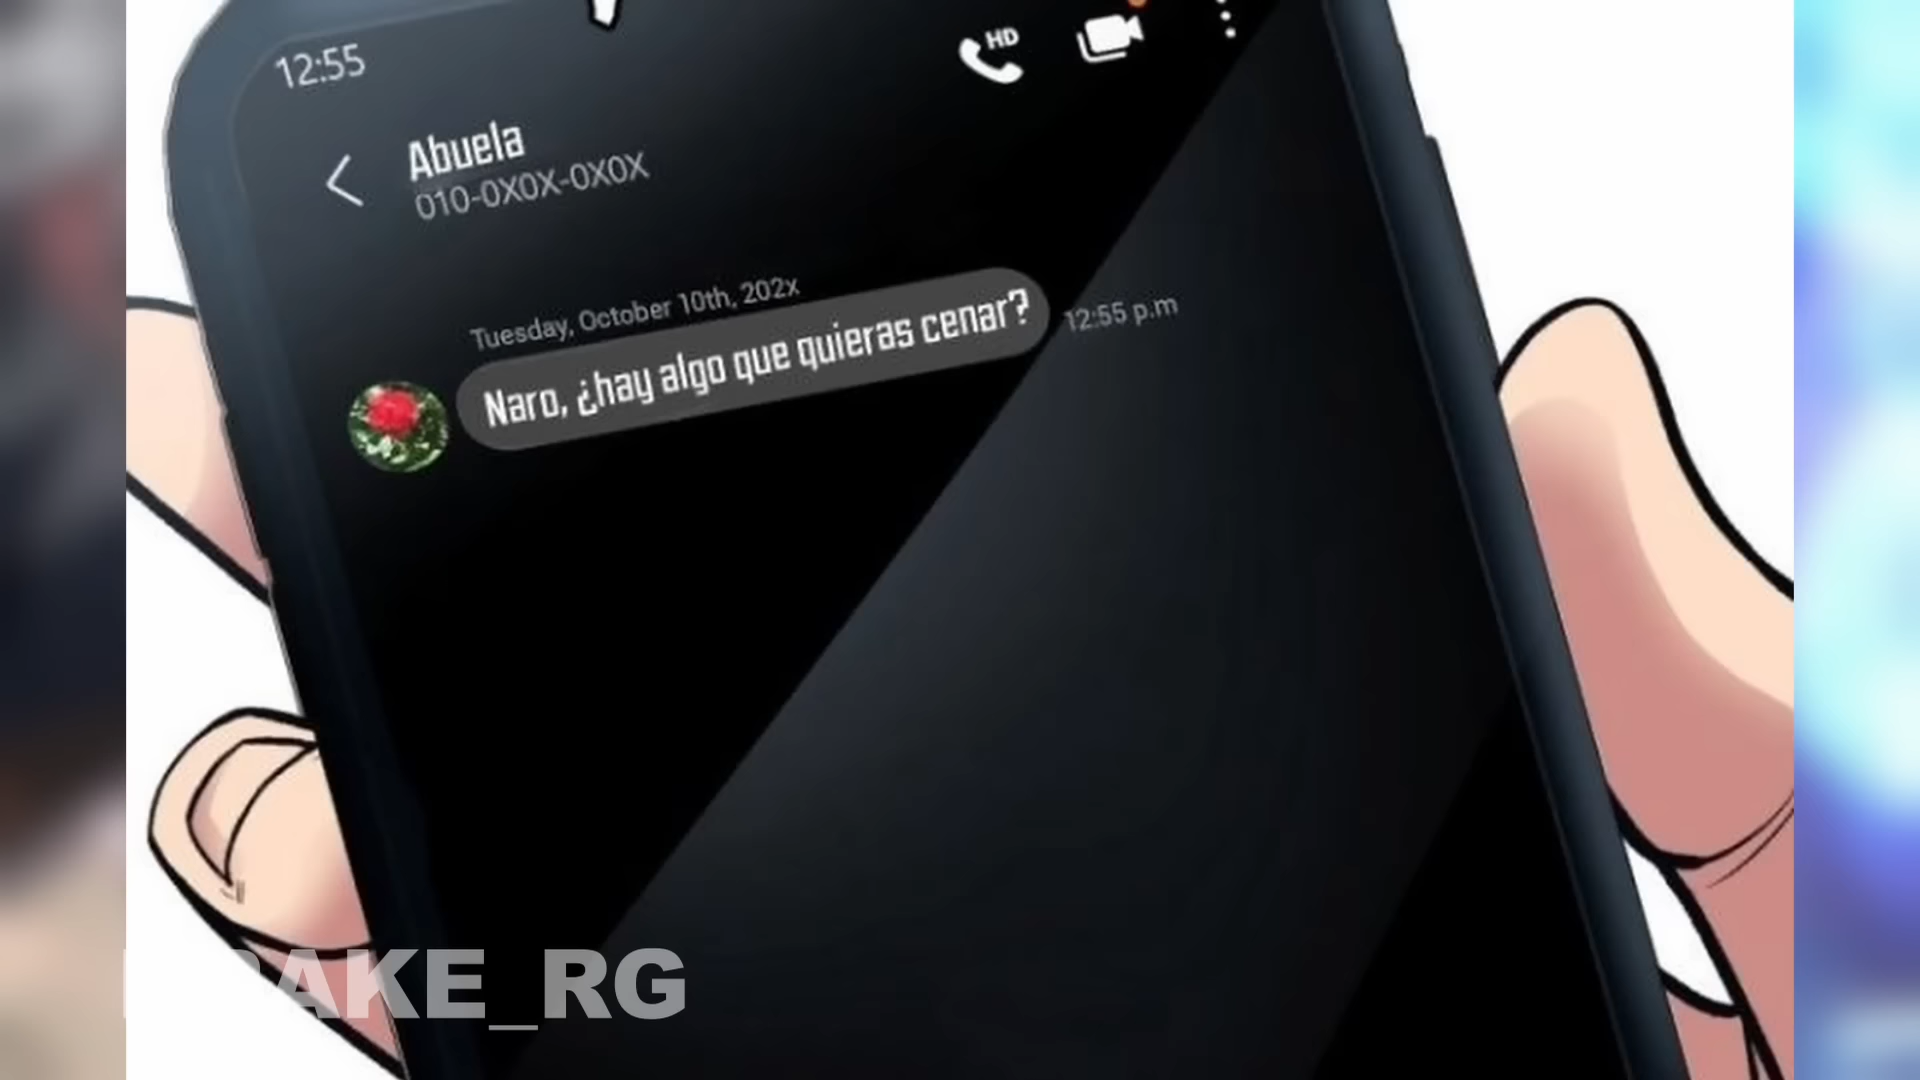 12:55
HD
Abuela
010-0X0X-0X0X
Tuesday, October 10th, 202x
Naro, ¿hay algo que quieras cenar?
12:55 p.m
AKE_RG